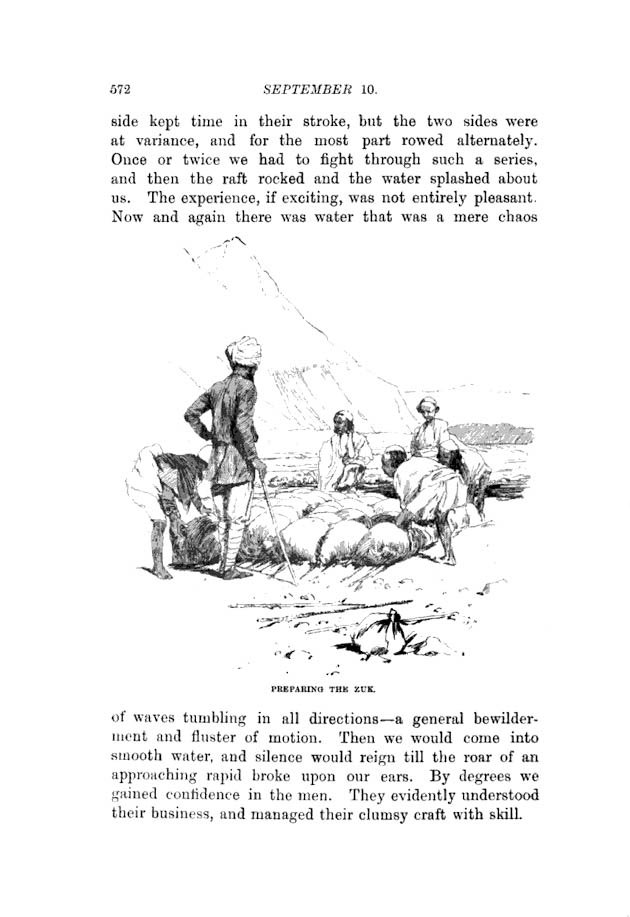 572
SEPTEMBER 10.
side kept time in their stroke, but the two sides were
at variance, and for the most part rowed alternately.
Once or twice we had to fight through such a series,
and then the raft rocked and the water splashed about
us. The experience, if exciting, was not entirely pleasant.
Now and again there was water that was a mere chaos
PREPARING THE ZUK.
of waves tumbling in all directions—a general bewilder-
ment and fluster of motion. Then we would come into
smooth water, and silence would reign till the roar of an
approaching rapid broke upon our ears. By degrees we
gained confidence in the men. They evidently understood
their business, and managed their clumsy craft with skill.